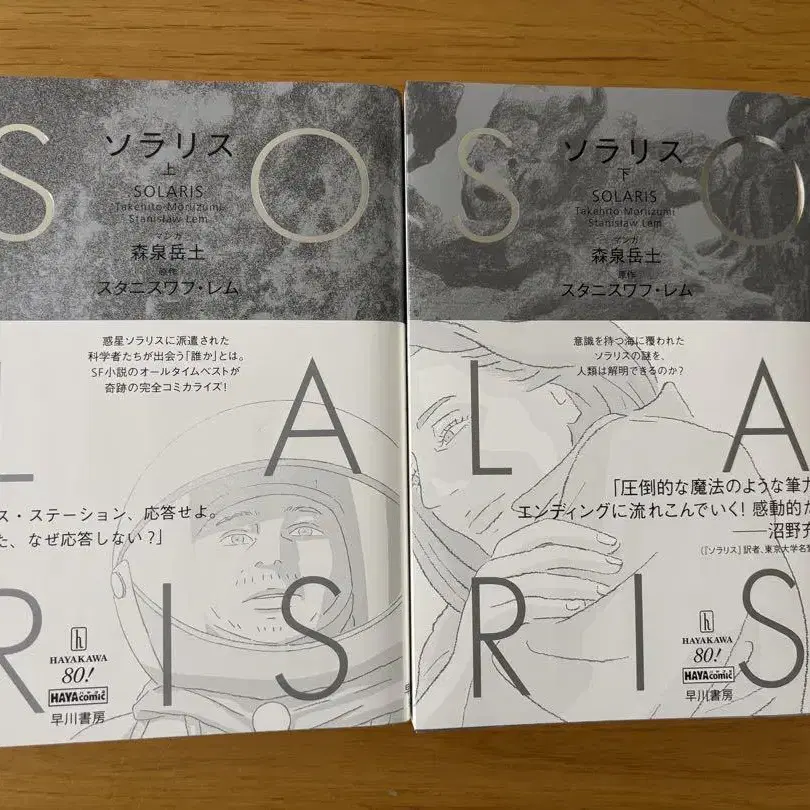 S O
ソラリス
上
SOLARIS
Takehito Moriizumi
Stanisław Lem
マンガ
森泉岳土
原作
スタニスワフ・レム
惑星ソラリスに派遣された
科学者たちが出会う「誰か」とは。
SF小説のオールタイムベストが
奇跡の完全コミカライズ!
L A
ス・ステーション、応答せよ。
た、なぜ応答しない?」
RIS
h
HAYAKAWA
80!
HAYAcomic
早川書房
S O
ソラリス
下
SOLARIS
Takehito Moriizumi
Stanisław Lem
マンガ
森泉岳土
原作
スタニスワフ・レム
意識を持つ海に覆われた
ソラリスの謎を、
人類は解明できるのか?
L A
「圧倒的な魔法のような筆力
エンディングに流れこんでいく! 感動的だ
——沼野充
(『ソラリス』訳者、東京大学名誉
RIS
h
HAYAKAWA
80!
HAYAcomic
早川書房